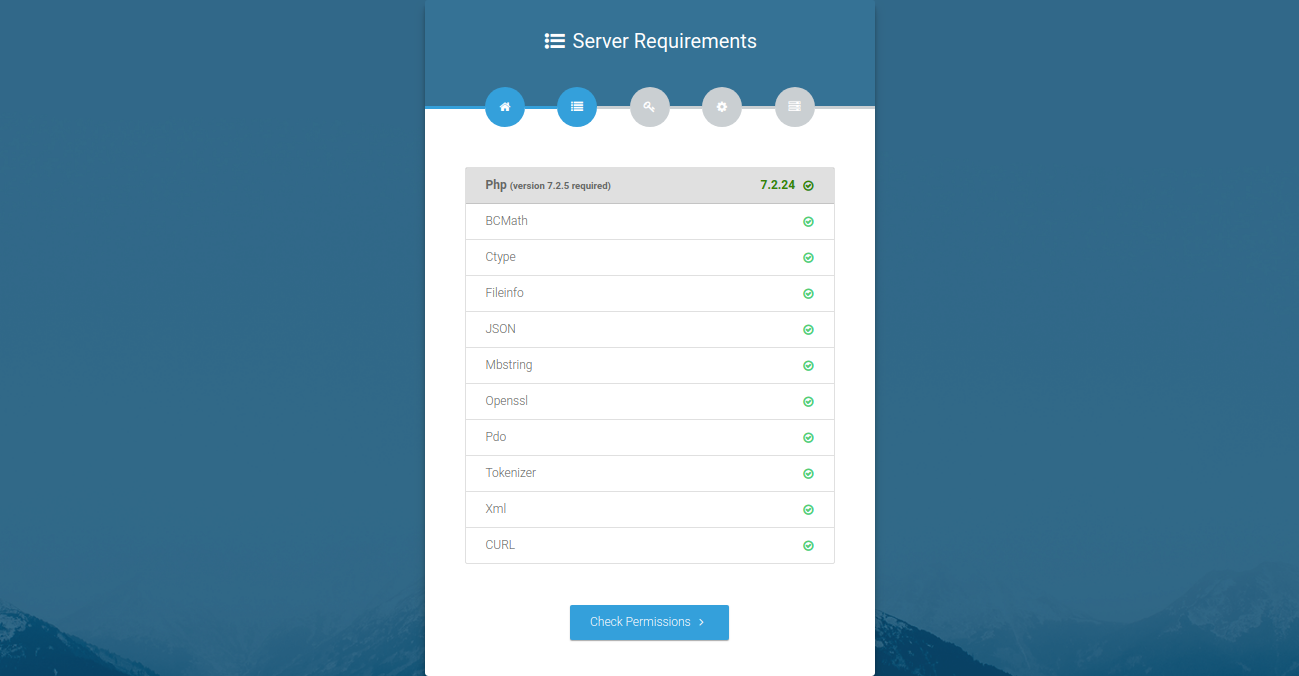 Server Requirements
Php (version 7.2.5 required) 7.2.24
BCMath
Ctype
Fileinfo
JSON
Mbstring
Openssl
Pdo
Tokenizer
Xml
CURL
Check Permissions